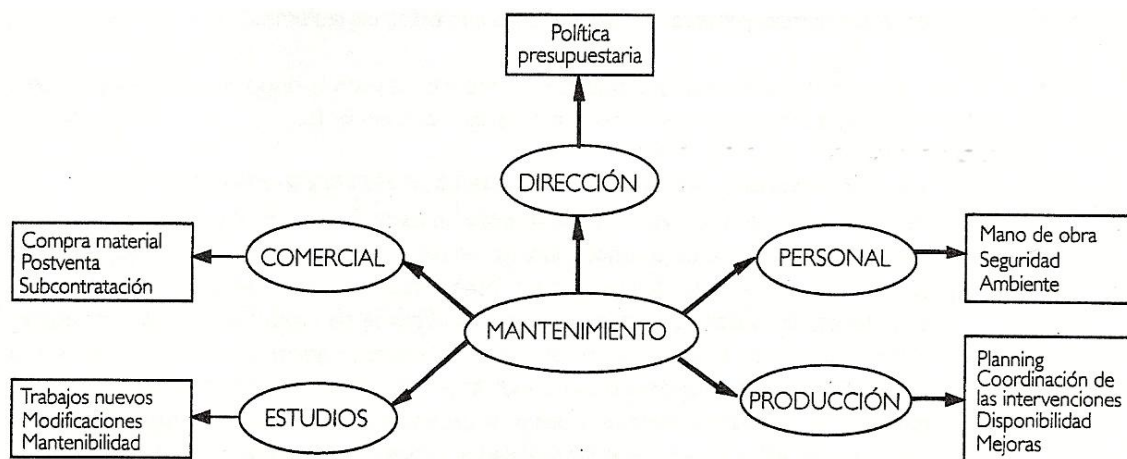 Política
presupuestaria
DIRECCIÓN
Compra material
Postventa
Subcontratación
COMERCIAL
PERSONAL
Mano de obra
Seguridad
Ambiente
MANTENIMIENTO
Trabajos nuevos
Modificaciones
Mantenibilidad
ESTUDIOS
PRODUCCIÓN
Planning
Coordinación de
las intervenciones
Disponibilidad
Mejoras